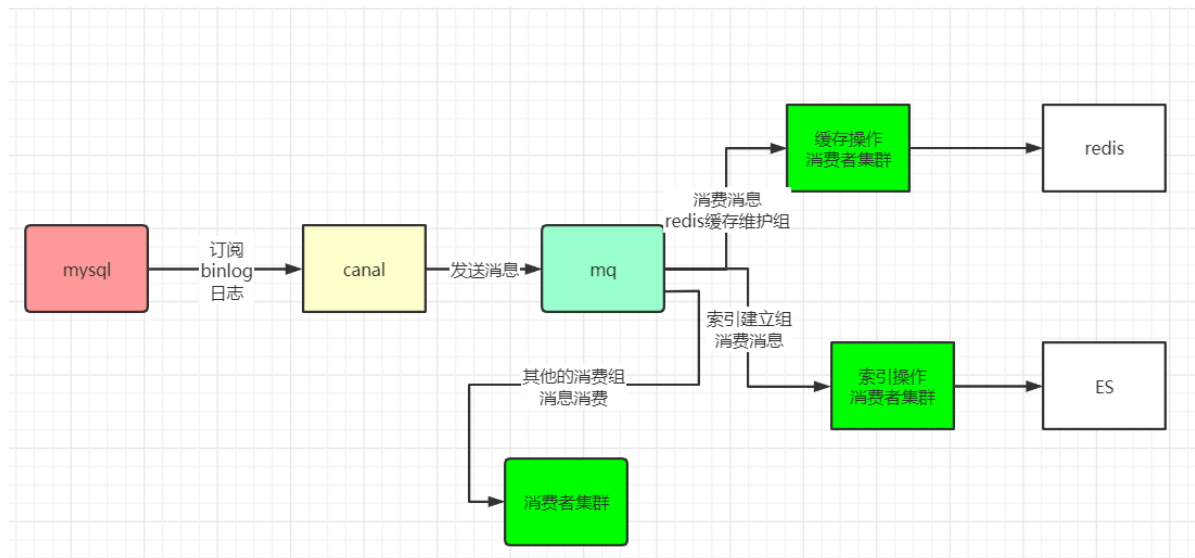 mysql
订阅
binlog
日志
canal
发送消息
mq
消费消息
redis缓存维护组
缓存操作
消费者集群
redis
索引建立组
消费消息
索引操作
消费者集群
ES
其他的消费组
消息消费
消费者集群